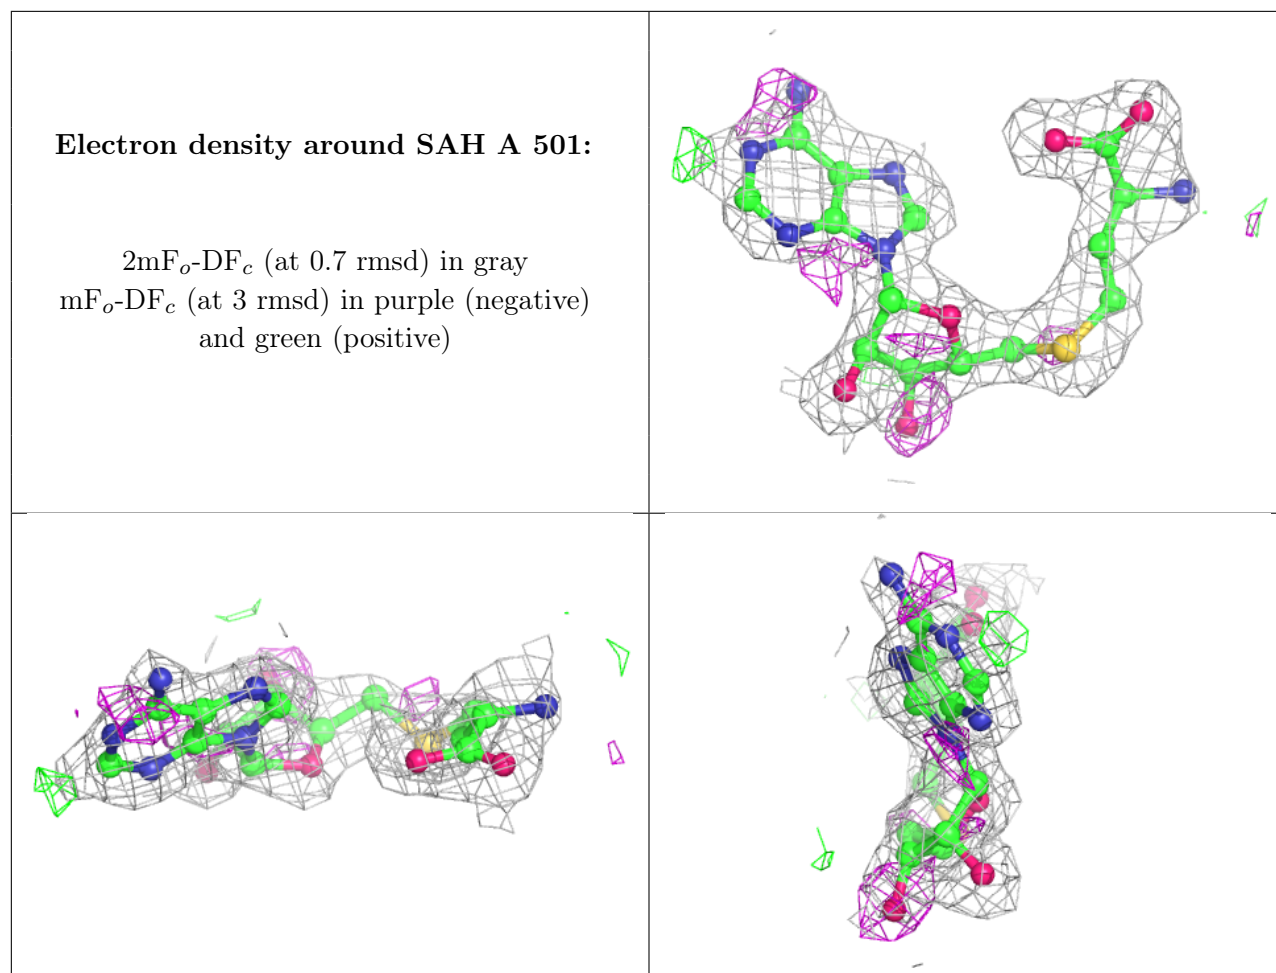 Electron density around SAH A 501:
2mFo-DFc (at 0.7 rmsd) in gray
mFo-DFc (at 3 rmsd) in purple (negative)
and green (positive)